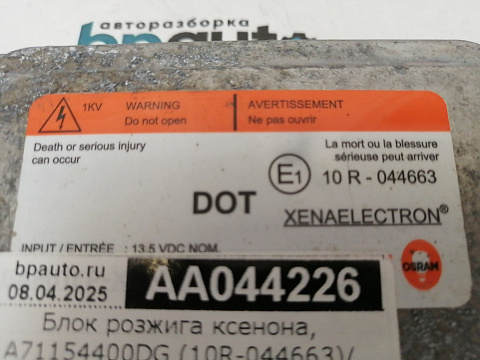 авторазборка
bpauto
1KV WARNING AVERTISSEMENT
Do not open Ne pas ouvrir
Death or serious injury
can occur
La mort ou la blessure
sérieuse peut arriver
E1 10 R - 044663
DOT
XENAELECTRON®
INPUT / ENTRÉE : 13.5 VDC NOM.
OSRAM
bpauto.ru
08.04.2025
AA044226
Блок розжига ксенона,
A71154400DG (10R-044663)/